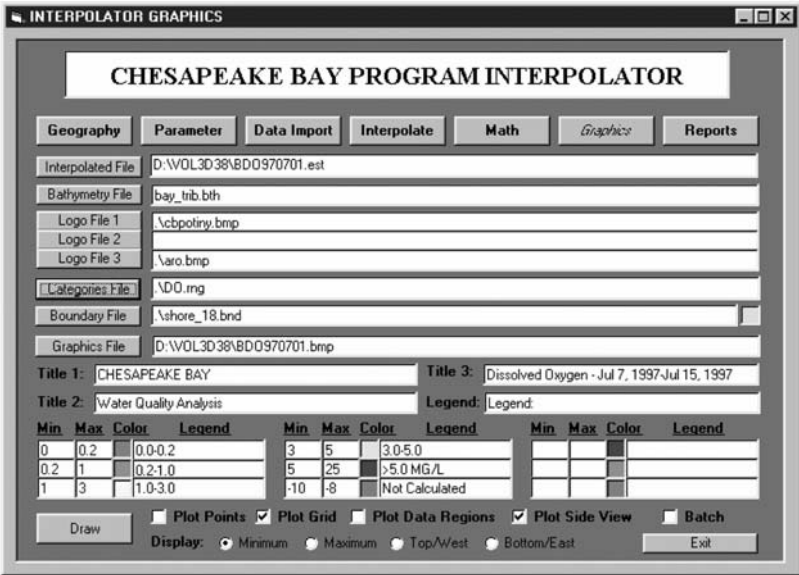 INTERPOLATOR GRAPHICS
CHESAPEAKE BAY PROGRAM INTERPOLATOR
Geography Parameter Data Import Interpolate Math Graphics Reports
Interpolated File D:\VOL3D38\BDO970701.est
Bathymetry File bay_trib.bth
Logo File 1 .\cbpotiny.bmp
Logo File 2
Logo File 3 .\aro.bmp
Categories File .\DO.rng
Boundary File .\shore_18.bnd
Graphics File D:\VOL3D38\BDO970701.bmp
Title 1: CHESAPEAKE BAY Title 3: Dissolved Oxygen - Jul 7, 1997-Jul 15, 1997
Title 2: Water Quality Analysis Legend: Legend:
Min Max Color Legend Min Max Color Legend Min Max Color Legend
0 0.2 0.0-0.2 3 5 3.0-5.0
0.2 1 0.2-1.0 5 25 >5.0 MG/L
1 3 1.0-3.0 -10 -8 Not Calculated
Draw Plot Points Plot Grid Plot Data Regions Plot Side View Batch
Display: Minimum Maximum Top/West Bottom/East Exit